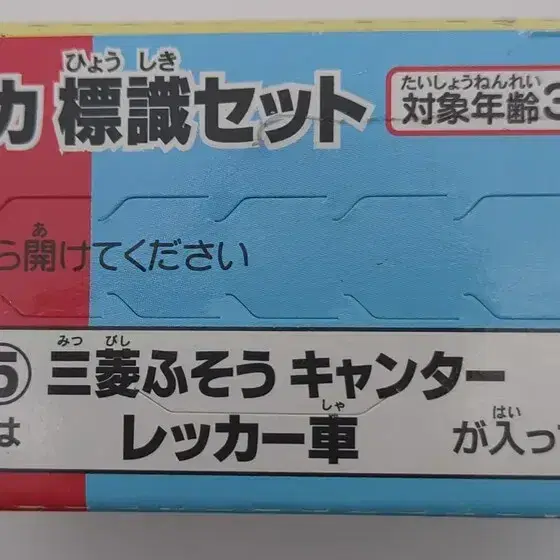 カ 標識セット 対象年齢3
ひょう しき たいしょうねんれい
ら開けてください
あ
⑤ 三菱ふそう キャンター
みつ びし
は レッカー車 が入っ
しゃ はい